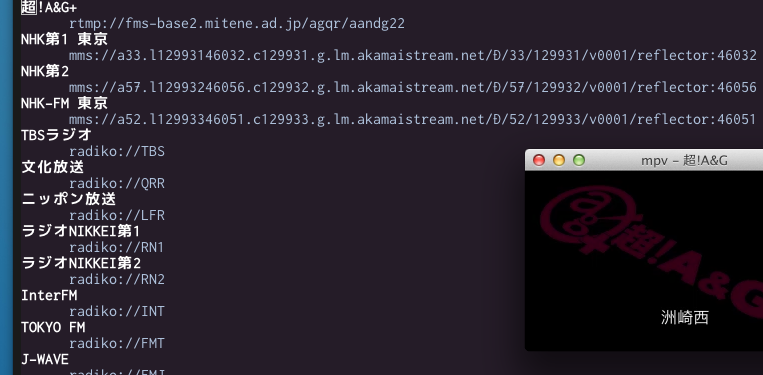 超!A&G+
rtmp://fms-base2.mitene.ad.jp/agqr/aandg22
NHK第1 東京
mms://a33.l12993146032.c129931.g.lm.akamaistream.net/D/33/129931/v0001/reflector:46032
NHK第2
mms://a57.l12993246056.c129932.g.lm.akamaistream.net/D/57/129932/v0001/reflector:46056
NHK-FM 東京
mms://a52.l12993346051.c129933.g.lm.akamaistream.net/D/52/129933/v0001/reflector:46051
TBSラジオ
radiko://TBS
文化放送
radiko://QRR
ニッポン放送
radiko://LFR
ラジオNIKKEI第1
radiko://RN1
ラジオNIKKEI第2
radiko://RN2
InterFM
radiko://INT
TOKYO FM
radiko://FMT
J-WAVE
radiko://FMJ
mpv - 超!A&G
ag+
超!A&G
洲崎西